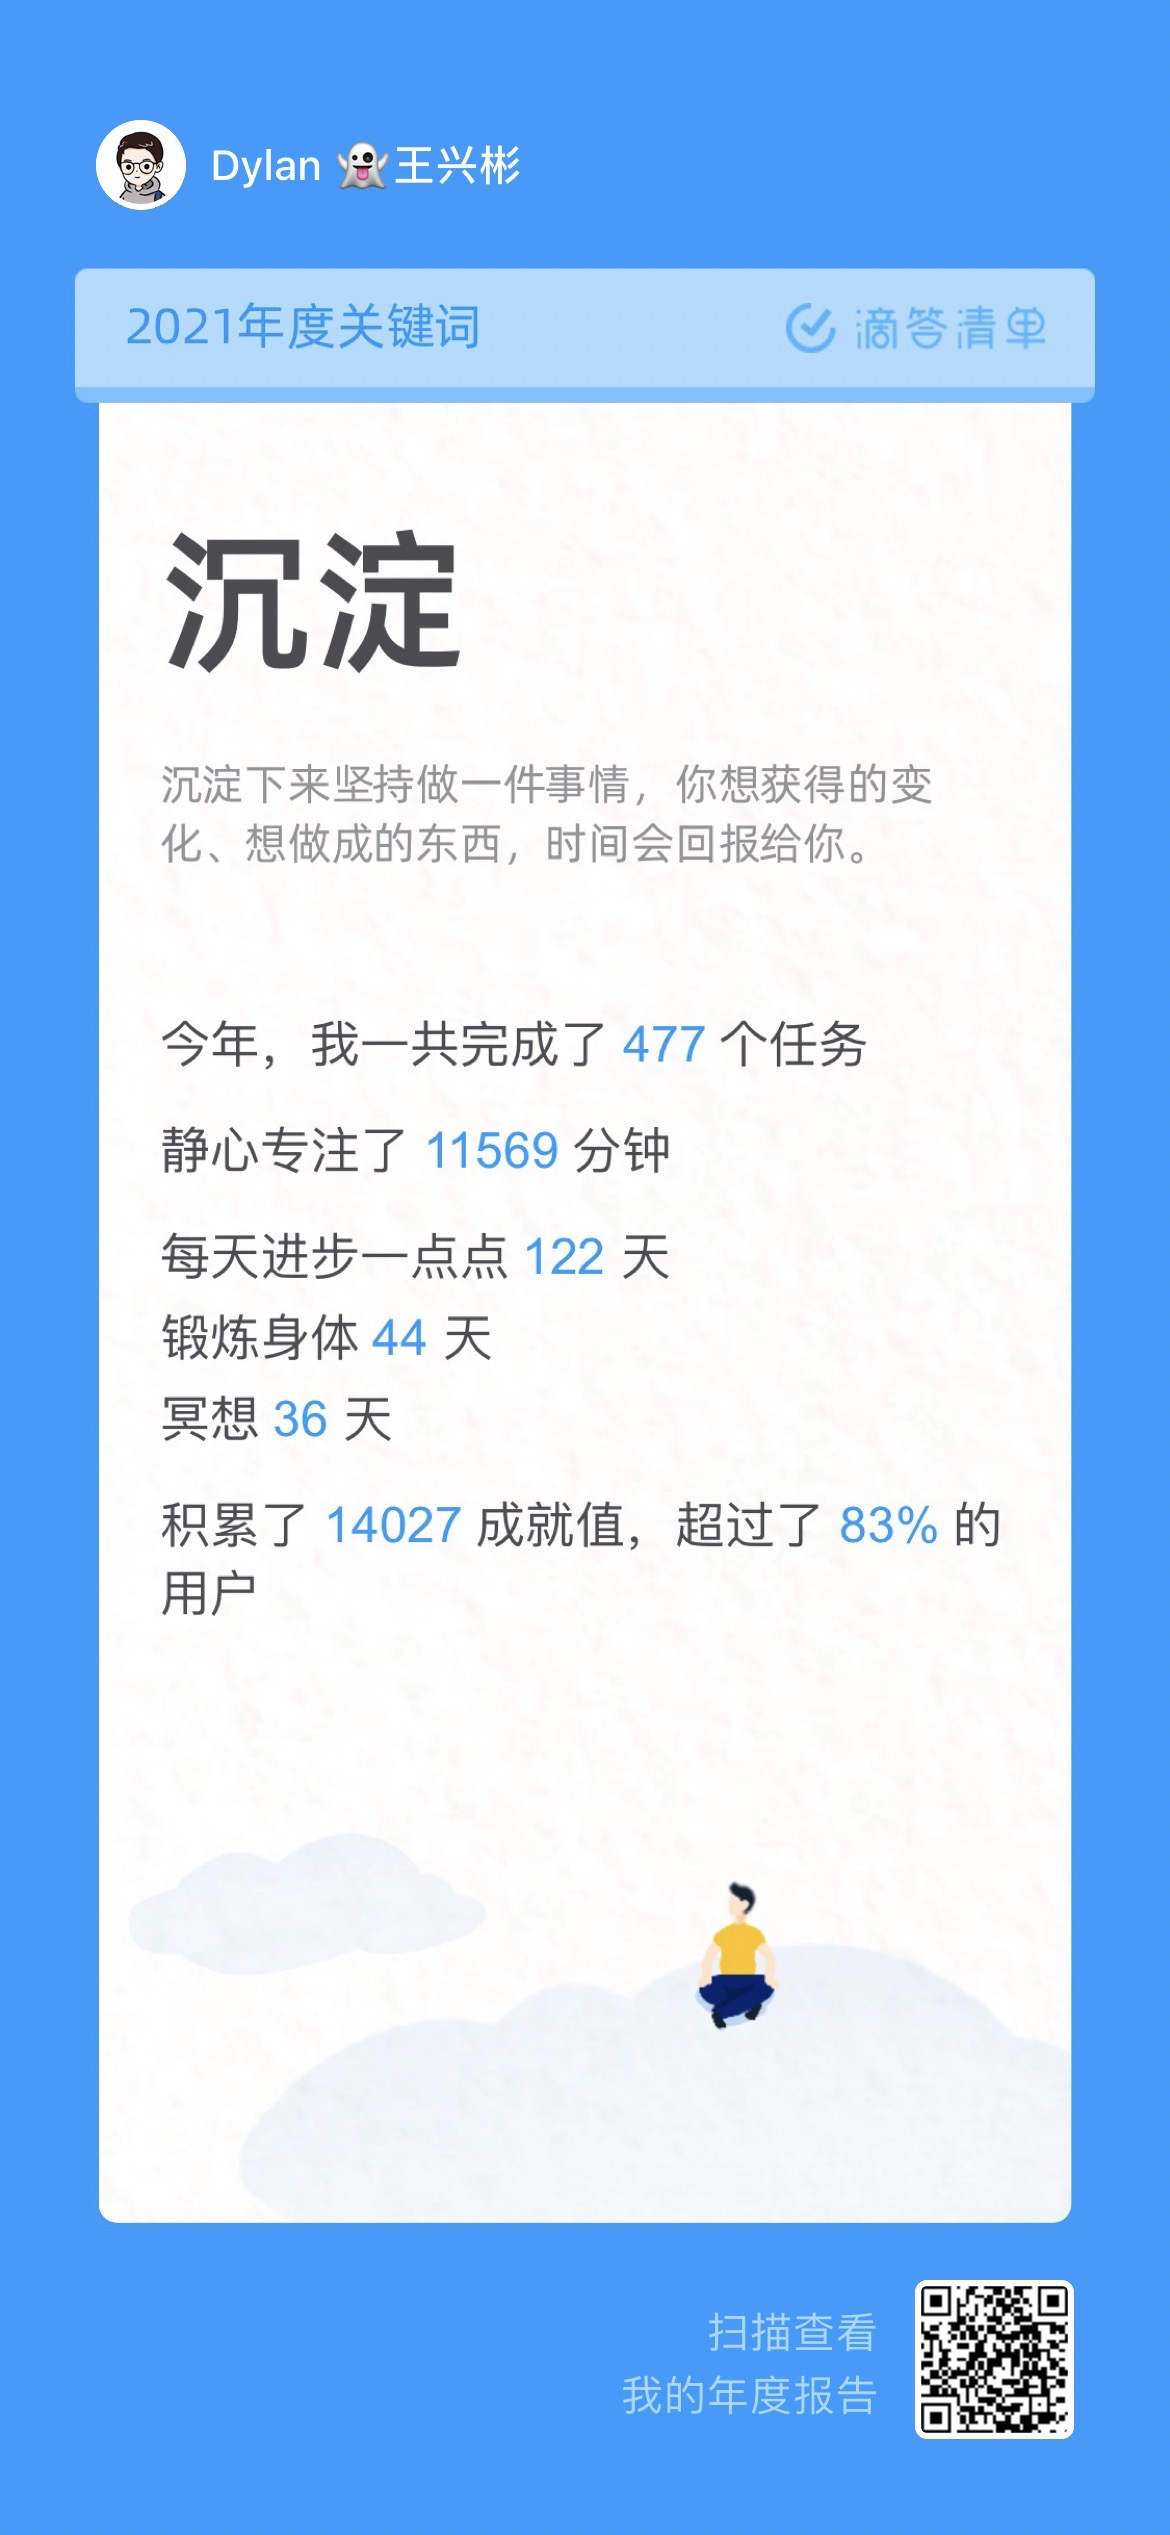 Dylan 👻王兴彬
2021年度关键词
滴答清单
沉淀
沉淀下来坚持做一件事情，你想获得的变
化、想做成的东西，时间会回报给你。
今年，我一共完成了 477 个任务
静心专注了 11569 分钟
每天进步一点点 122 天
锻炼身体 44 天
冥想 36 天
积累了 14027 成就值，超过了 83% 的
用户
扫描查看
我的年度报告